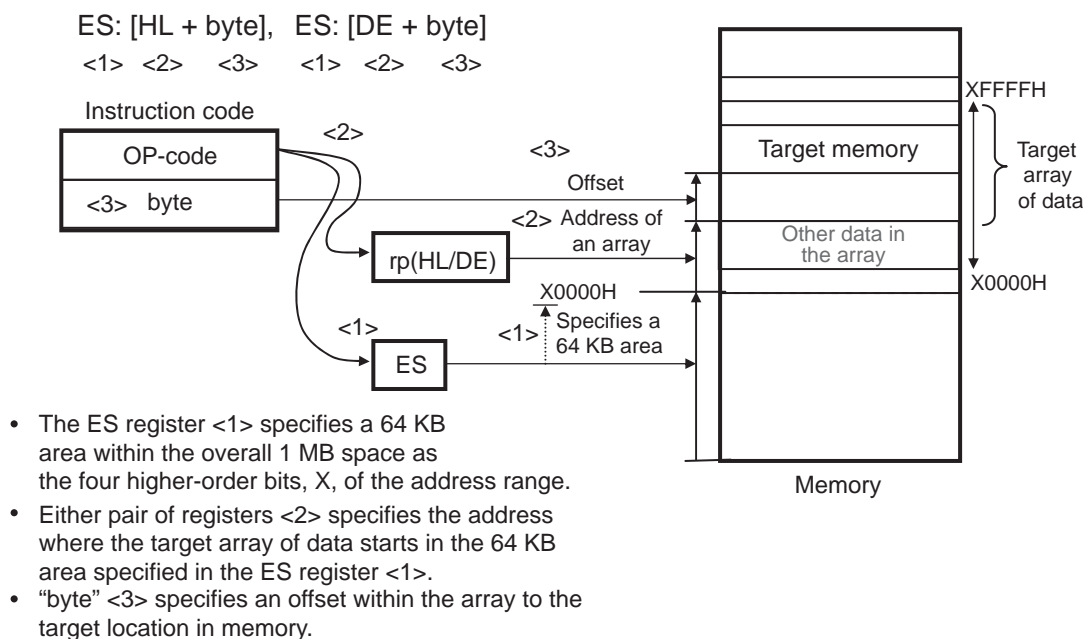 ES: [HL + byte], ES: [DE + byte]
<1> <2> <3> <1> <2> <3>
Instruction code
OP-code
<3> byte
<2>
<3>
Offset
<2> Address of
an array
rp(HL/DE)
X0000H
<1>
<1> Specifies a
64 KB area
ES
Target memory
Other data in
the array
XFFFFH
Target
array
of data
X0000H
Memory
• The ES register <1> specifies a 64 KB
area within the overall 1 MB space as
the four higher-order bits, X, of the address range.
• Either pair of registers <2> specifies the address
where the target array of data starts in the 64 KB
area specified in the ES register <1>.
• “byte” <3> specifies an offset within the array to the
target location in memory.